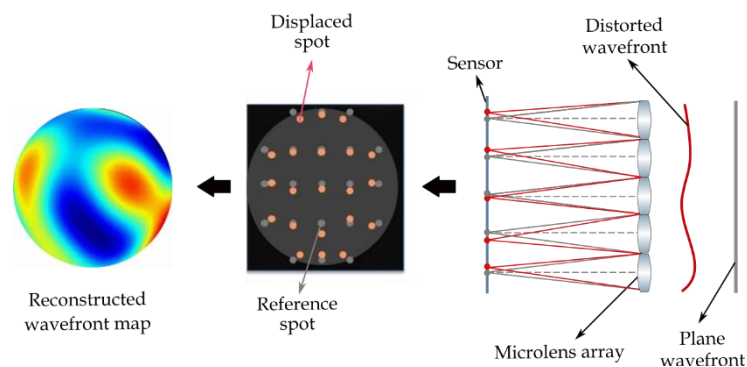 Displaced
spot
Distorted
wavefront
Sensor
Reconstructed
wavefront map
Reference
spot
Microlens array
Plane
wavefront